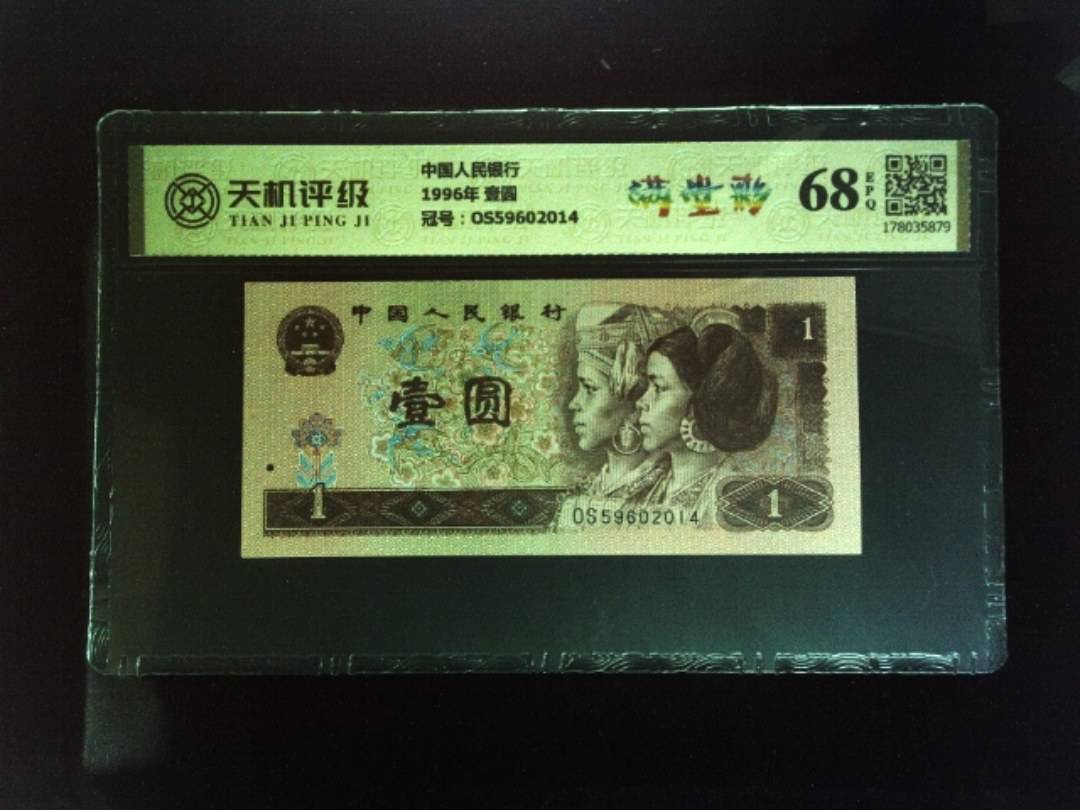 天机评级
TIAN JI PING JI
中国人民银行
1996年 壹圆
冠号：OS59602014
满堂彩
68
EPQ
178035879
中国人民银行
壹圆
1
1
OS59602014
1